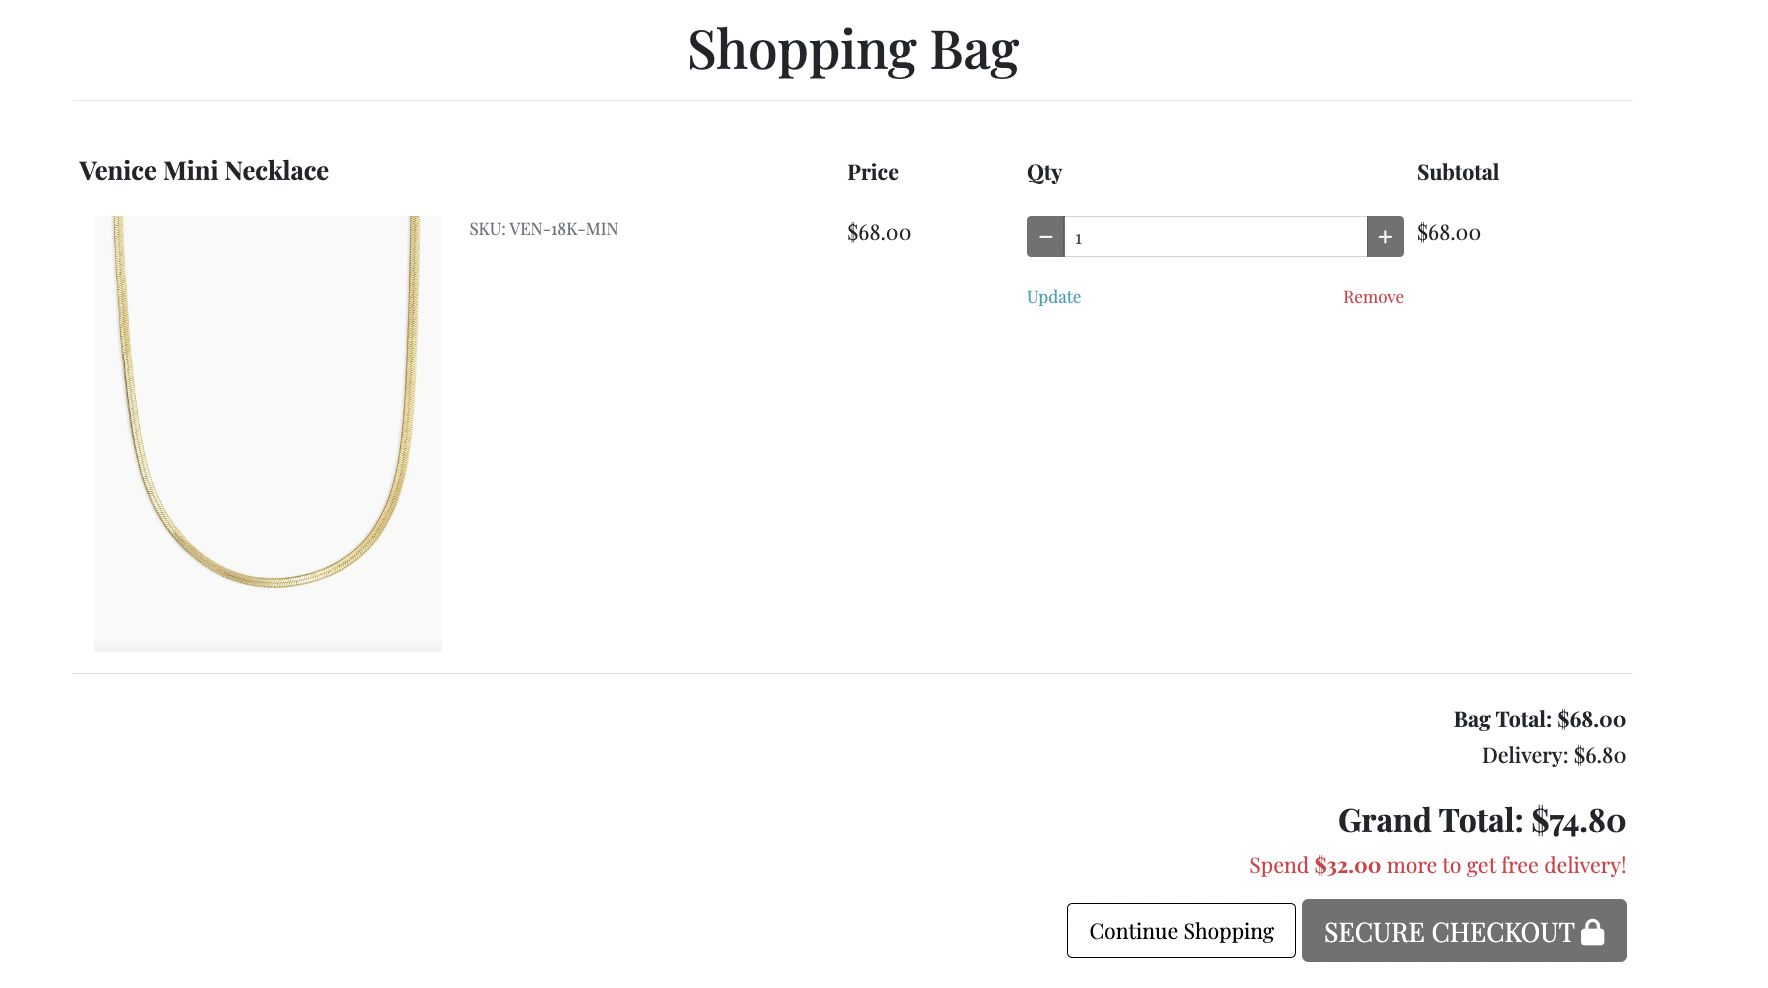 Shopping Bag
Venice Mini Necklace Price Qty Subtotal
SKU: VEN-18K-MIN $68.00 1 $68.00
Update Remove
Bag Total: $68.00
Delivery: $6.80
Grand Total: $74.80
Spend $32.00 more to get free delivery!
Continue Shopping SECURE CHECKOUT